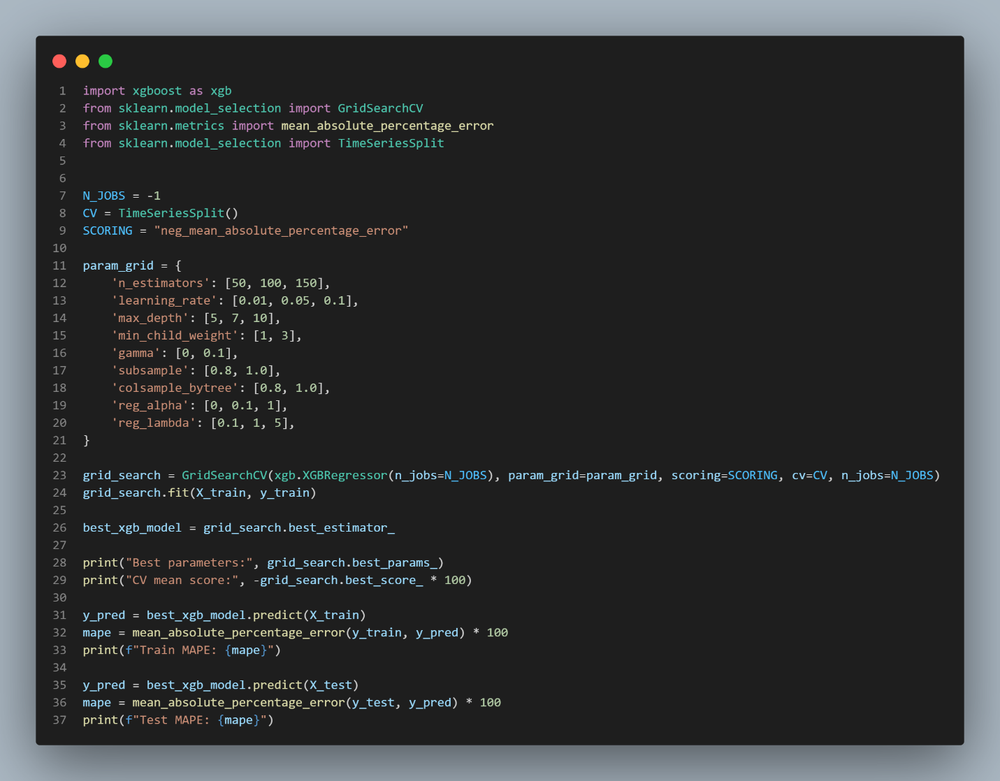 1 import xgboost as xgb
2 from sklearn.model_selection import GridSearchCV
3 from sklearn.metrics import mean_absolute_percentage_error
4 from sklearn.model_selection import TimeSeriesSplit
5
6
7 N_JOBS = -1
8 CV = TimeSeriesSplit()
9 SCORING = "neg_mean_absolute_percentage_error"
10
11 param_grid = {
12     'n_estimators': [50, 100, 150],
13     'learning_rate': [0.01, 0.05, 0.1],
14     'max_depth': [5, 7, 10],
15     'min_child_weight': [1, 3],
16     'gamma': [0, 0.1],
17     'subsample': [0.8, 1.0],
18     'colsample_bytree': [0.8, 1.0],
19     'reg_alpha': [0, 0.1, 1],
20     'reg_lambda': [0.1, 1, 5],
21 }
22
23 grid_search = GridSearchCV(xgb.XGBRegressor(n_jobs=N_JOBS), param_grid=param_grid, scoring=SCORING, cv=CV, n_jobs=N_JOBS)
24 grid_search.fit(X_train, y_train)
25
26 best_xgb_model = grid_search.best_estimator_
27
28 print("Best parameters:", grid_search.best_params_)
29 print("CV mean score:", -grid_search.best_score_ * 100)
30
31 y_pred = best_xgb_model.predict(X_train)
32 mape = mean_absolute_percentage_error(y_train, y_pred) * 100
33 print(f"Train MAPE: {mape}")
34
35 y_pred = best_xgb_model.predict(X_test)
36 mape = mean_absolute_percentage_error(y_test, y_pred) * 100
37 print(f"Test MAPE: {mape}")